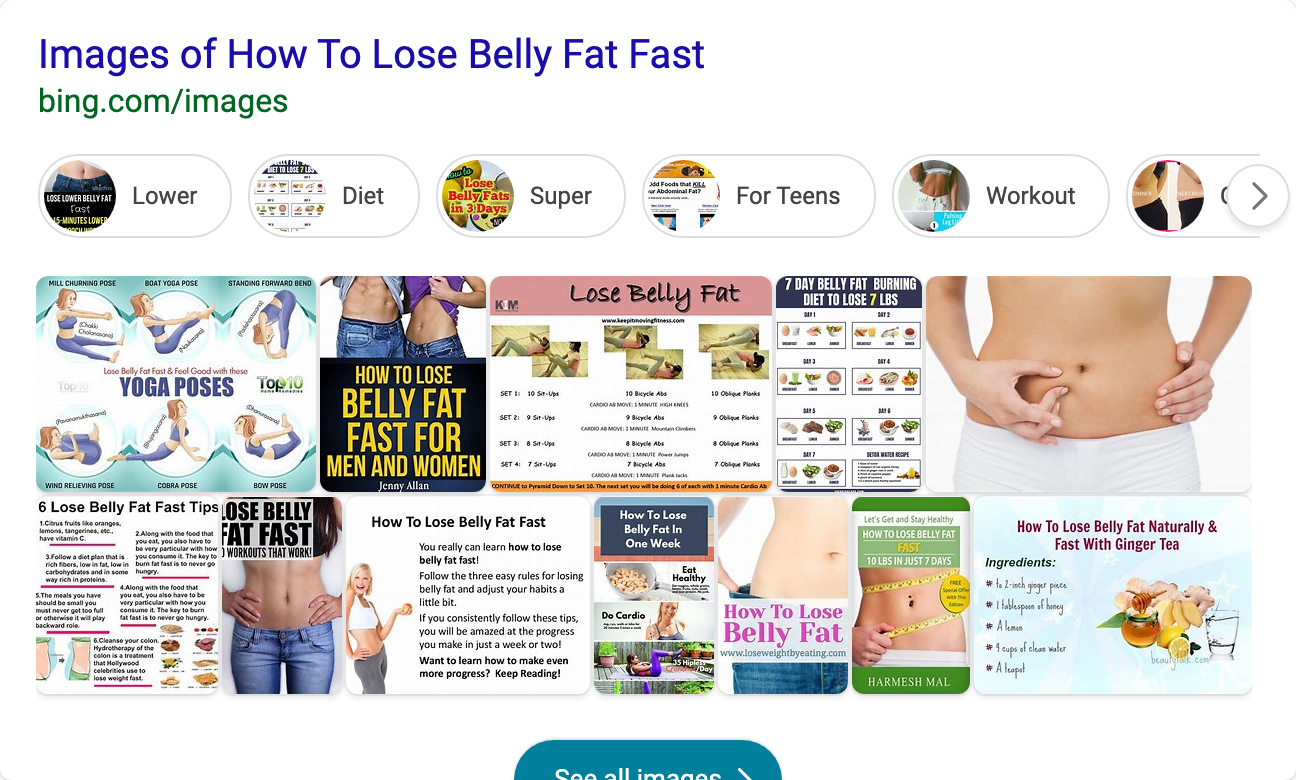 Images of How To Lose Belly Fat Fast
bing.com/images
LOSE LOWER BELLY FAT
Fast
Lower
Diet
how to
Lose
Belly Fats
in 3 Days
Super
For Teens
Workout
MILL CHURNING POSE
BOAT YOGA POSE
STANDING FORWARD BEND
(Chakki Chalanasana)
(Naukasana)
(Padahastasana)
Lose Belly Fat Fast & Feel Good with these
YOGA POSES
Top10
Home Remedies
(Pavanamukthasana)
(Bhujangasana)
(Dhanurasana)
WIND RELIEVING POSE
COBRA POSE
BOW POSE
HOW TO LOSE
BELLY FAT
FAST FOR
MEN AND WOMEN
Jenny Allan
Lose Belly Fat
www.keepitmovingfitness.com
SET 1: 10 Sit-Ups 10 Bicycle Abs 10 Oblique Planks
CARDIO AB MOVE: 1 MINUTE HIGH KNEES
SET 2: 9 Sit-Ups 9 Bicycle Abs 9 Oblique Planks
CARDIO AB MOVE: 1 MINUTE Mountain Climbers
SET 3: 8 Sit-Ups 8 Bicycle Abs 8 Oblique Planks
CARDIO AB MOVE: 1 MINUTE Power Jumps
SET 4: 7 Sit-Ups 7 Bicycle Abs 7 Oblique Planks
CARDIO AB MOVE: 1 MINUTE Plank Jacks
CONTINUE to Pyramid Down to Set 10. The next set you will be doing 6 of each with 1 minute Cardio Ab
7 DAY BELLY FAT BURNING
DIET TO LOSE 7 LBS
DAY 1
DAY 2
BREAKFAST LUNCH DINNER
BREAKFAST LUNCH DINNER
DAY 3
DAY 4
BREAKFAST LUNCH DINNER
BREAKFAST LUNCH DINNER
DAY 5
DAY 6
BREAKFAST LUNCH DINNER
BREAKFAST LUNCH DINNER
DAY 7
DETOX WATER RECIPE
BREAKFAST LUNCH DINNER
6 Lose Belly Fat Fast Tips
1.Citrus fruits like oranges,
lemons, tangerines, etc.,
have vitamin C.
2.Along with the food that
you eat, you also have to
be very particular with how
you consume it. The key to
burn fat fast is to never go
hungry.
3.Follow a diet plan that is
rich fibers, low in fat, low in
carbohydrates and in some
way rich in proteins.
4.Along with the food that
you eat, you also have to be
very particular with how you
consume it. The key to burn
fat fast is to never go hungry.
5.The meals you have
should be small you
must never get too full
or otherwise it will play
backward role.
6.Cleanse your colon.
Hydrotherapy of the
colon is a treatment
that Hollywood
celebrities use to
lose weight fast.
LOSE BELLY
FAT FAST
WORKOUTS THAT WORK!
How To Lose Belly Fat Fast
You really can learn how to lose
belly fat fast!
Follow the three easy rules for losing
belly fat and adjust your habits a
little bit.
If you consistently follow these tips,
you will be amazed at the progress
you make in just a week or two!
Want to learn how to make even
more progress? Keep Reading!
How To Lose
Belly Fat In
One Week
Eat
Healthy
Do Cardio
35 Hipless
/Day
How To Lose
Belly Fat
www.loseweightbyeating.com
Let's Get and Stay Healthy
HOW TO LOSE BELLY FAT
FAST
10 LBS IN JUST 7 DAYS
FREE
Special Offer
With This
Edition
HARMESH MAL
How To Lose Belly Fat Naturally &
Fast With Ginger Tea
Ingredients:
# to 2-inch ginger piece
# 1 tablespoon of honey
# A lemon
# 4 cups of clean water
# A teapot
beautytalk.com
See all images